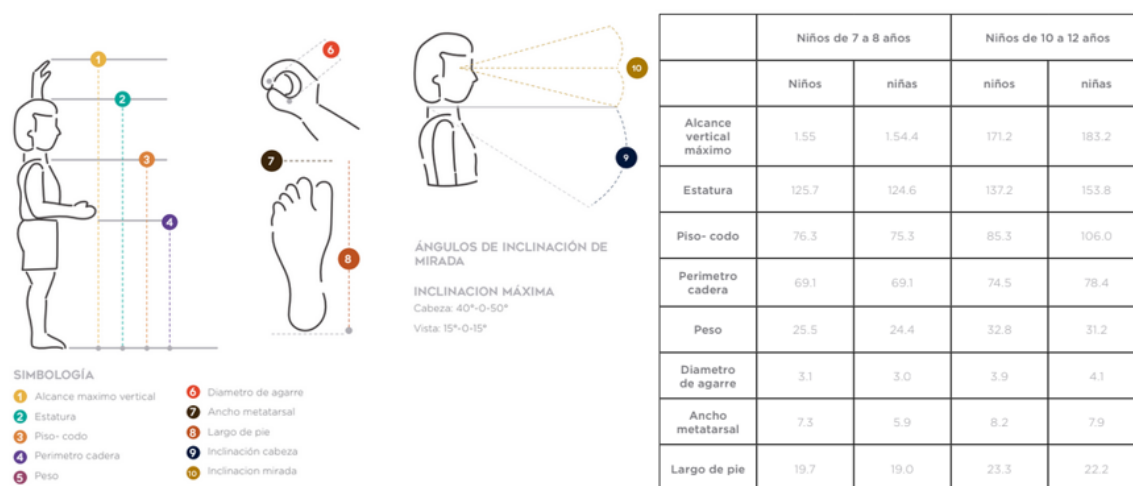 1
2
3
4
6
7
8
10
9
ÁNGULOS DE INCLINACIÓN DE
MIRADA
INCLINACION MÁXIMA
Cabeza: 40°-0-50°
Vista: 15°-0-15°
SIMBOLOGÍA
1 Alcance maximo vertical
2 Estatura
3 Piso- codo
4 Perimetro cadera
5 Peso
6 Diametro de agarre
7 Ancho metatarsal
8 Largo de pie
9 Inclinación cabeza
10 Inclinacion mirada
Niños de 7 a 8 años Niños de 10 a 12 años
Niños niñas niños niñas
Alcance
vertical
máximo
1.55 1.54.4 171.2 183.2
Estatura 125.7 124.6 137.2 153.8
Piso- codo 76.3 75.3 85.3 106.0
Perimetro
cadera
69.1 69.1 74.5 78.4
Peso 25.5 24.4 32.8 31.2
Diametro
de agarre
3.1 3.0 3.9 4.1
Ancho
metatarsal
7.3 5.9 8.2 7.9
Largo de pie 19.7 19.0 23.3 22.2